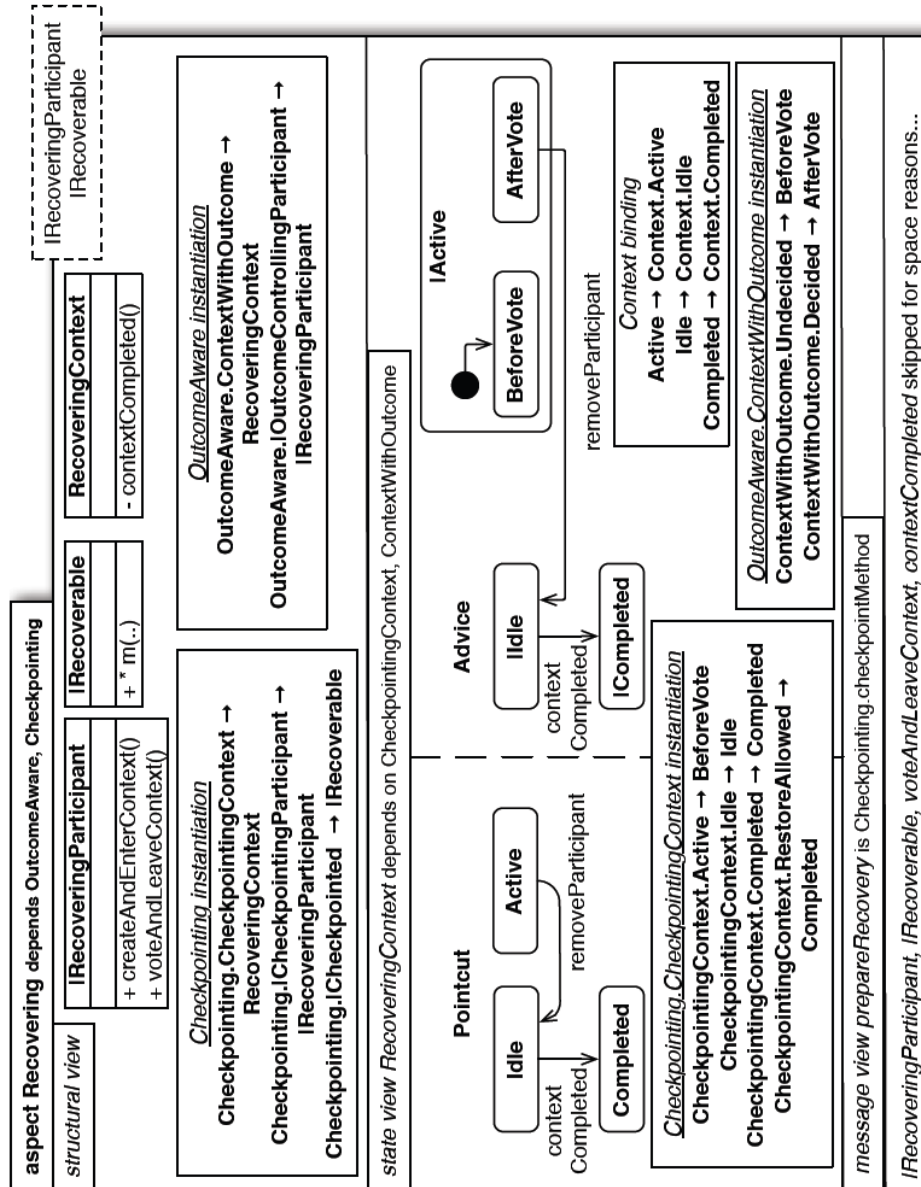 aspect Recovering depends OutcomeAware, Checkpointing
IRecoveringParticipant
IRecoverable
structural view
IRecoveringParticipant
+ createAndEnterContext()
+ voteAndLeaveContext()
IRecoverable
+ * m(..)
RecoveringContext
- contextCompleted()
Checkpointing instantiation
Checkpointing.CheckpointingContext →
RecoveringContext
Checkpointing.ICheckpointingParticipant →
IRecoveringParticipant
Checkpointing.ICheckpointed → IRecoverable
OutcomeAware instantiation
OutcomeAware.ContextWithOutcome →
RecoveringContext
OutcomeAware.IOutcomeControllingParticipant →
IRecoveringParticipant
state view RecoveringContext depends on CheckpointingContext, ContextWithOutcome
Pointcut
Idle
Active
removeParticipant
context
Completed
Completed
Advice
IIdle
context
Completed
ICompleted
IActive
BeforeVote
AfterVote
removeParticipant
Checkpointing.CheckpointingContext instantiation
CheckpointingContext.Active → BeforeVote
CheckpointingContext.Idle → Idle
CheckpointingContext.Completed → Completed
CheckpointingContext.RestoreAllowed →
Completed
Context binding
Active → Context.Active
Idle → Context.Idle
Completed → Context.Completed
OutcomeAware.ContextWithOutcome instantiation
ContextWithOutcome.Undecided → BeforeVote
ContextWithOutcome.Decided → AfterVote
message view prepareRecovery is Checkpointing.checkpointMethod
IRecoveringParticipant, IRecoverable, voteAndLeaveContext, contextCompleted skipped for space reasons...